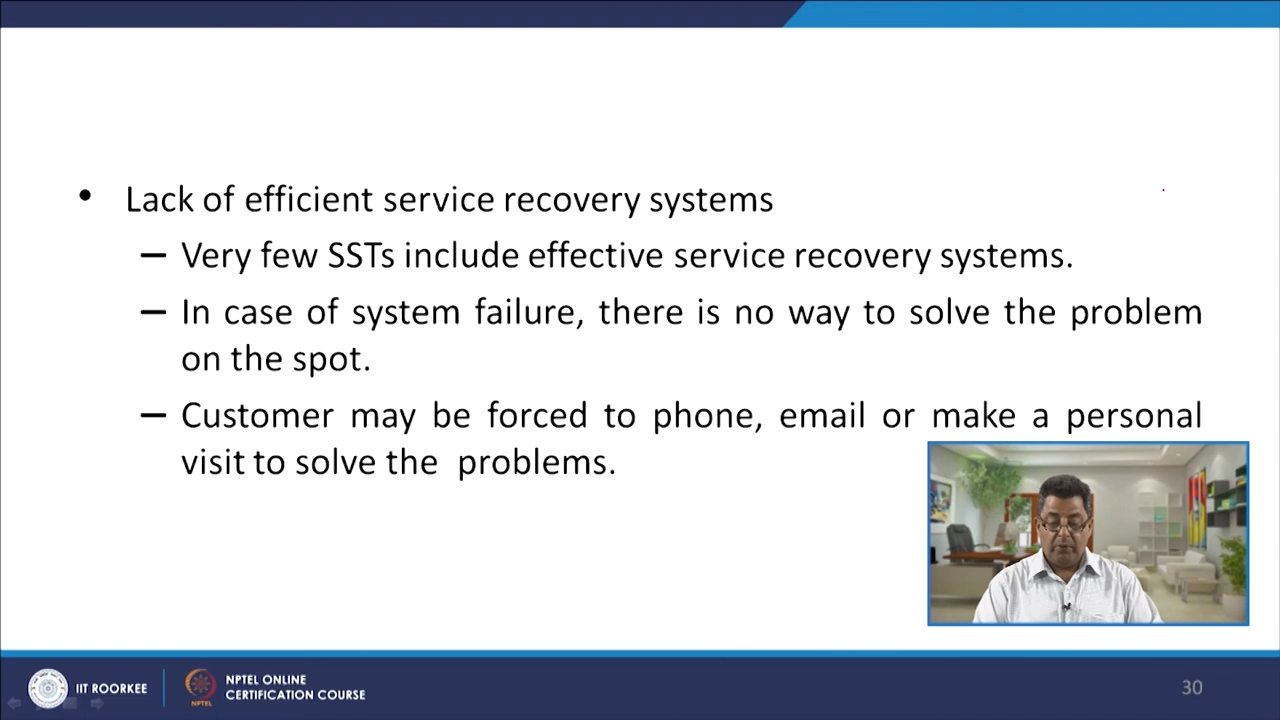 • Lack of efficient service recovery systems
– Very few SSTs include effective service recovery systems.
– In case of system failure, there is no way to solve the problem
on the spot.
– Customer may be forced to phone, email or make a personal
visit to solve the problems.
IIT ROORKEE
NPTEL
NPTEL ONLINE
CERTIFICATION COURSE
30